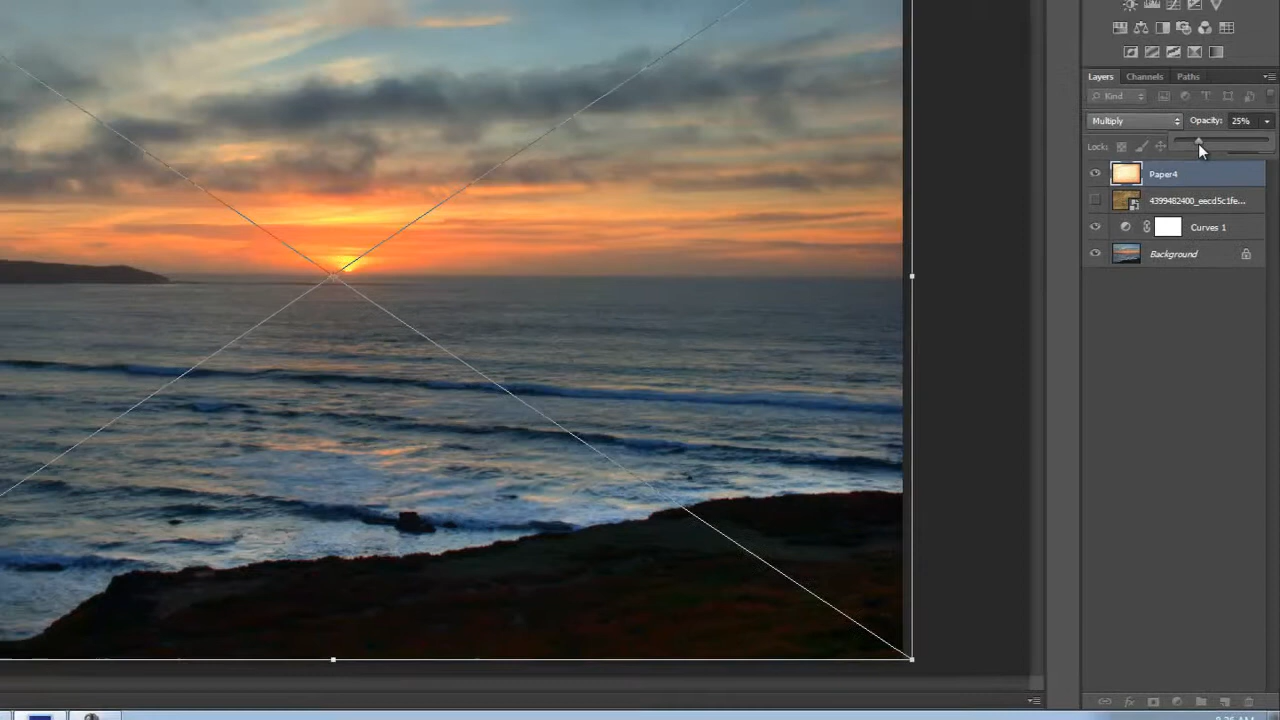 Layers Channels Paths
Kind
Multiply Opacity: 25%
Lock:
Paper4
4399482400_eecd5c1fe...
Curves 1
Background